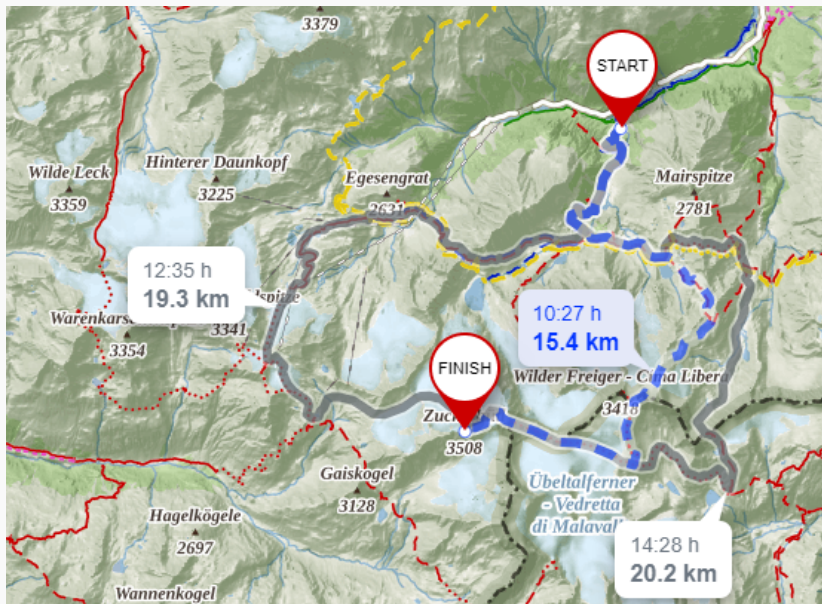 3379
START
Wilde Leck
3359
Hinterer Daunkopf
3225
Egesengrat
2631
Mairspitze
2781
12:35 h
19.3 km
Warenkars
3341
3354
10:27 h
15.4 km
FINISH
Wilder Freiger - Cima Libera
3418
Zuck
3508
Gaiskogel
3128
Übeltalferner
- Vedretta
di Malavall
Hagelkögele
2697
14:28 h
20.2 km
Wannenkogel